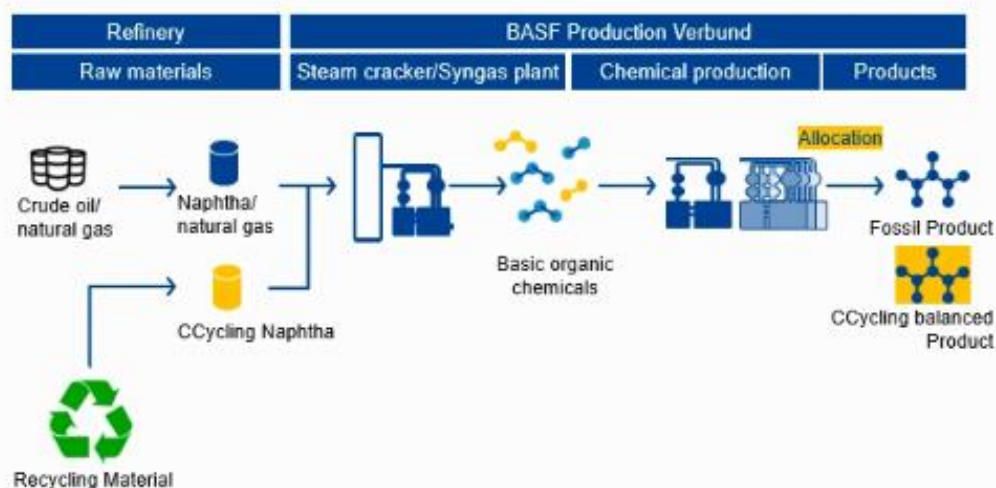 Refinery
BASF Production Verbund
Raw materials
Steam cracker/Syngas plant
Chemical production
Products
Allocation
Crude oil/
natural gas
Naphtha/
natural gas
Fossil Product
Basic organic
chemicals
CCycling Naphtha
CCycling balanced
Product
Recycling Material